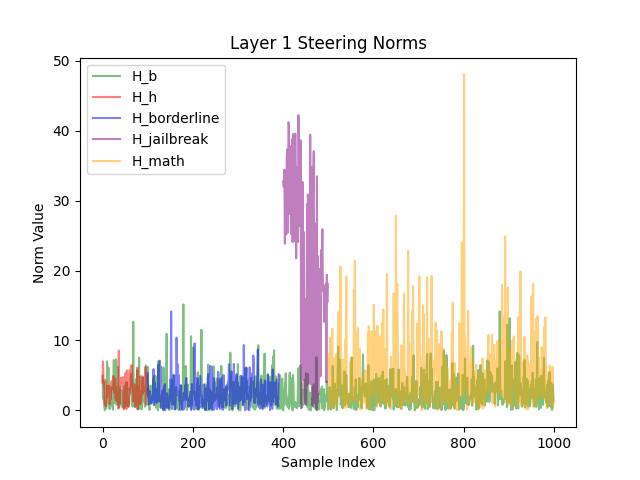 Layer 1 Steering Norms
50
40
30
20
10
0
Norm Value
H_b
H_h
H_borderline
H_jailbreak
H_math
0 200 400 600 800 1000
Sample Index